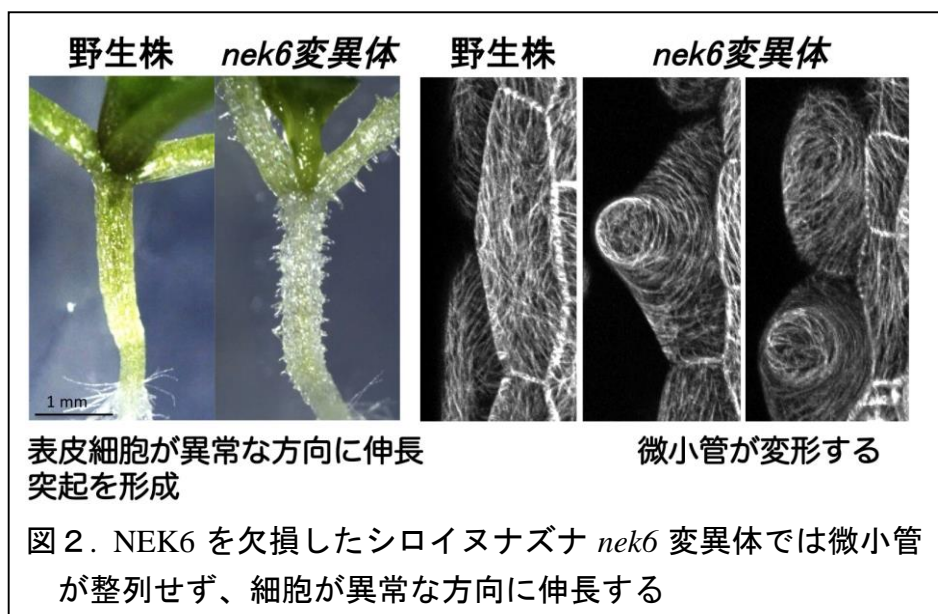 野生株 nek6変異体 野生株 nek6変異体
1 mm
表皮細胞が異常な方向に伸長
突起を形成
微小管が変形する
図２. NEK6 を欠損したシロイヌナズナ nek6 変異体では微小管
が整列せず、細胞が異常な方向に伸長する